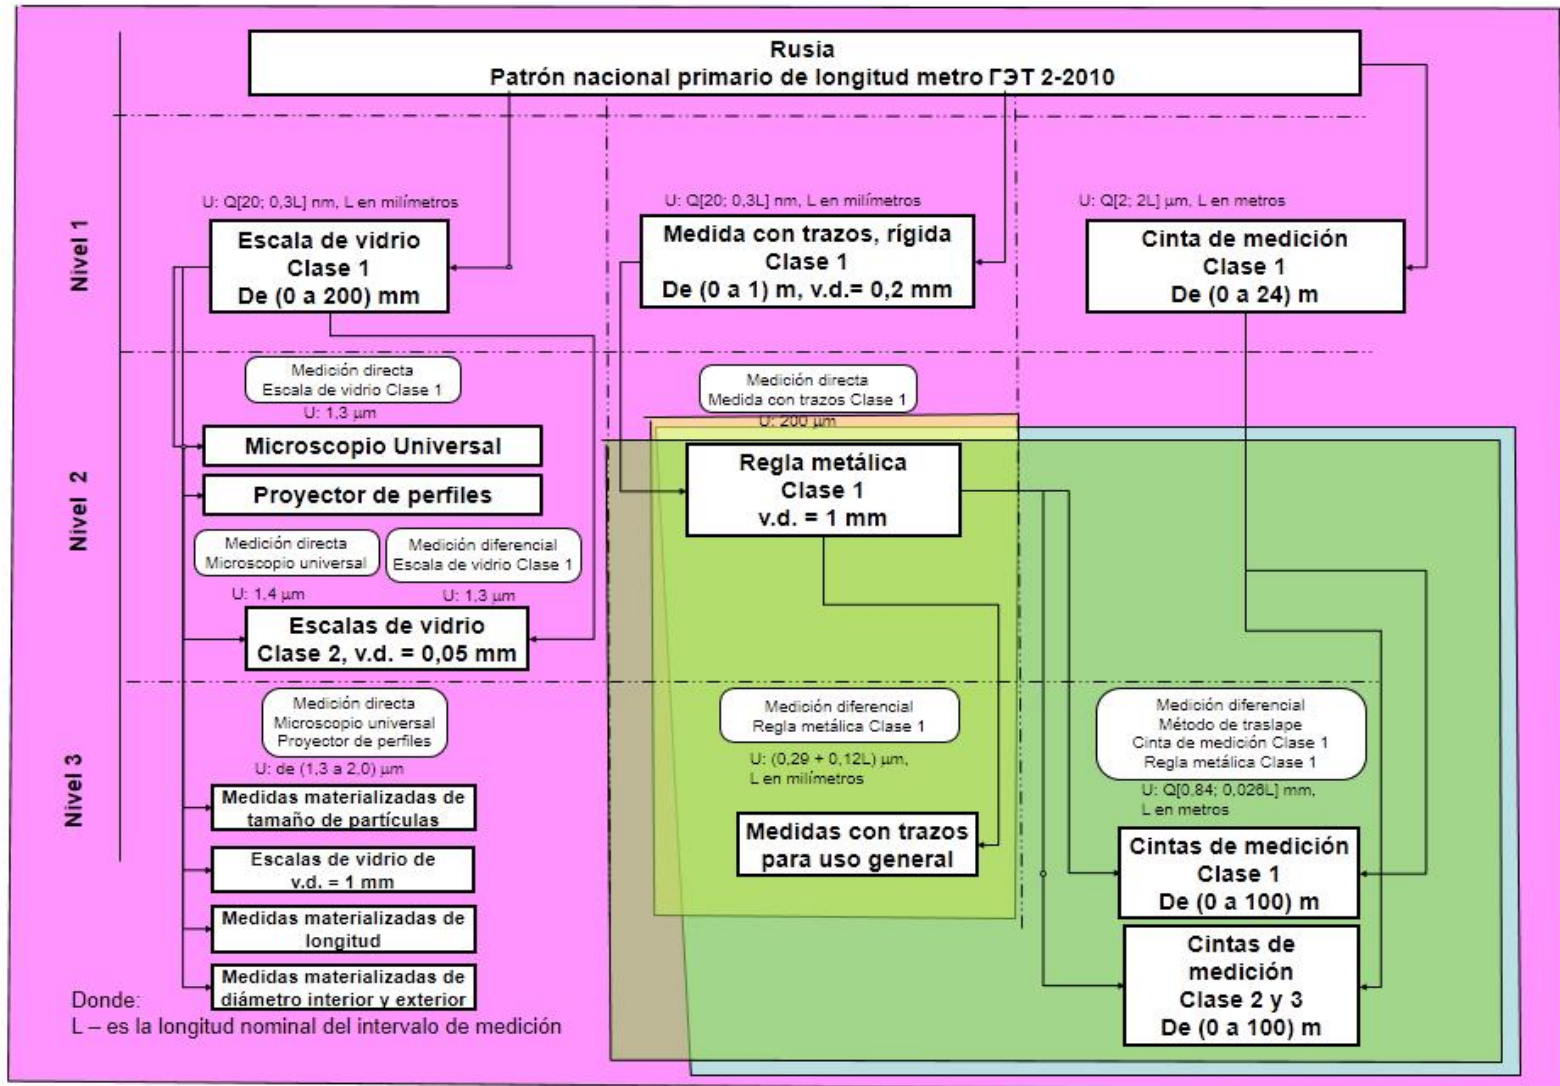 Rusia
Patrón nacional primario de longitud metro ГЭТ 2-2010
Nivel 1
U: Q[20; 0,3L] nm, L en milímetros
Escala de vidrio
Clase 1
De (0 a 200) mm
U: Q[20; 0,3L] nm, L en milímetros
Medida con trazos, rígida
Clase 1
De (0 a 1) m, v.d.= 0,2 mm
U: Q[2; 2L] µm, L en metros
Cinta de medición
Clase 1
De (0 a 24) m
Nivel 2
Medición directa
Escala de vidrio Clase 1
U: 1,3 µm
Microscopio Universal
Proyector de perfiles
Medición directa
Microscopio universal
U: 1,4 µm
Medición diferencial
Escala de vidrio Clase 1
U: 1,3 µm
Escalas de vidrio
Clase 2, v.d. = 0,05 mm
Medición directa
Medida con trazos Clase 1
U: 200 µm
Regla metálica
Clase 1
v.d. = 1 mm
Nivel 3
Medición directa
Microscopio universal
Proyector de perfiles
U: de (1,3 a 2,0) µm
Medidas materializadas de
tamaño de partículas
Escalas de vidrio de
v.d. = 1 mm
Medidas materializadas de
longitud
Medidas materializadas de
diámetro interior y exterior
Medición diferencial
Regla metálica Clase 1
U: (0,29 + 0,12L) µm,
L en milímetros
Medidas con trazos
para uso general
Medición diferencial
Método de traslape
Cinta de medición Clase 1
Regla metálica Clase 1
U: Q[0,84; 0,026L] mm,
L en metros
Cintas de medición
Clase 1
De (0 a 100) m
Cintas de
medición
Clase 2 y 3
De (0 a 100) m
Donde:
L – es la longitud nominal del intervalo de medición